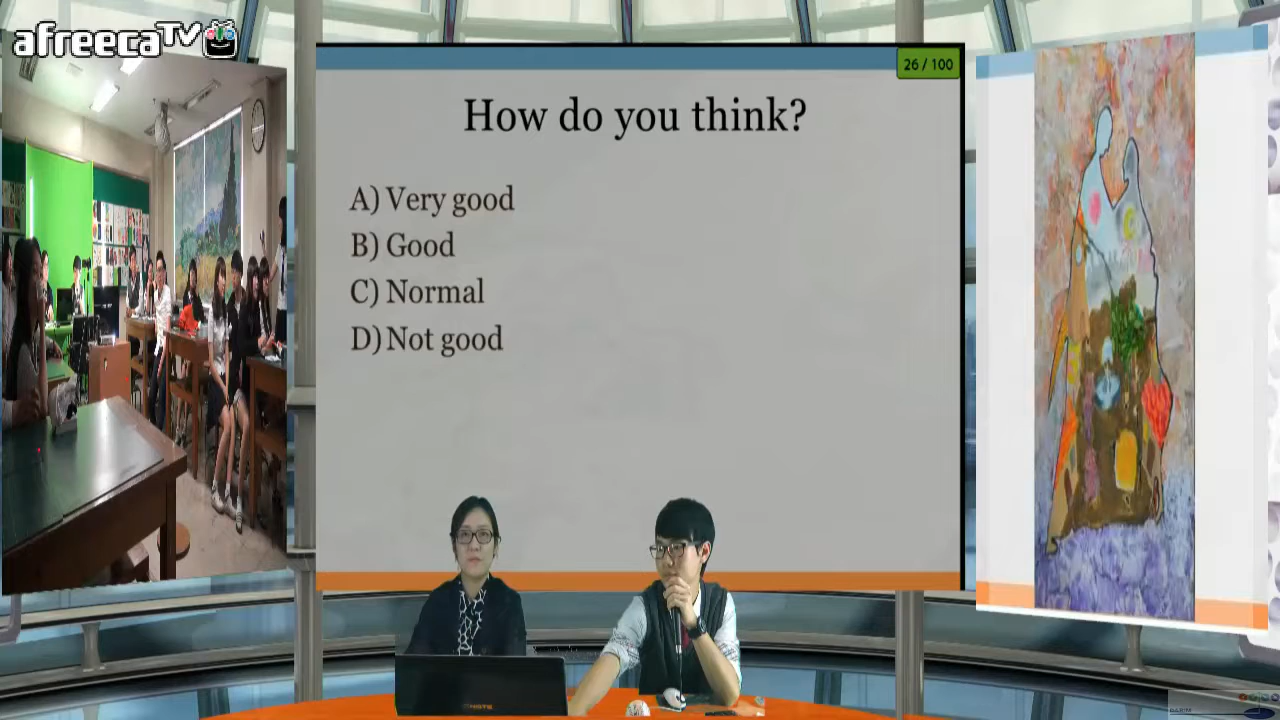 afreecaTV
26 / 100
How do you think?
A) Very good
B) Good
C) Normal
D) Not good